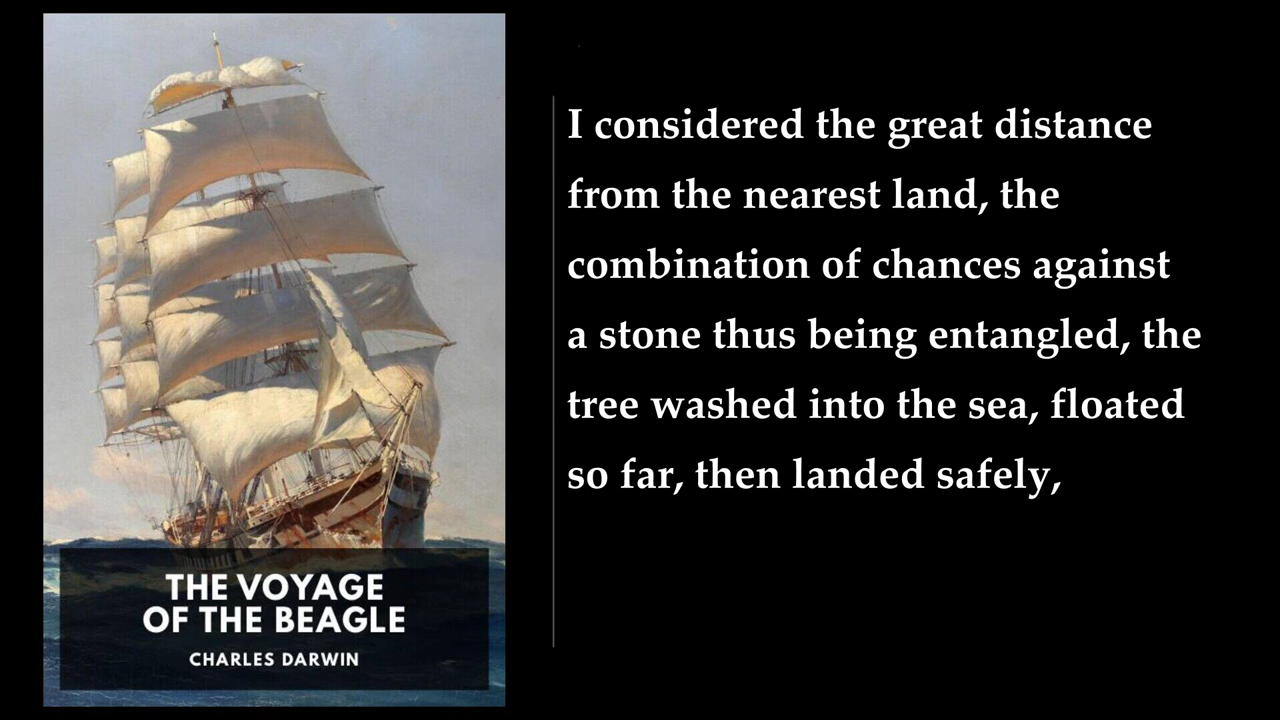 THE VOYAGE
OF THE BEAGLE
CHARLES DARWIN
I considered the great distance
from the nearest land, the
combination of chances against
a stone thus being entangled, the
tree washed into the sea, floated
so far, then landed safely,